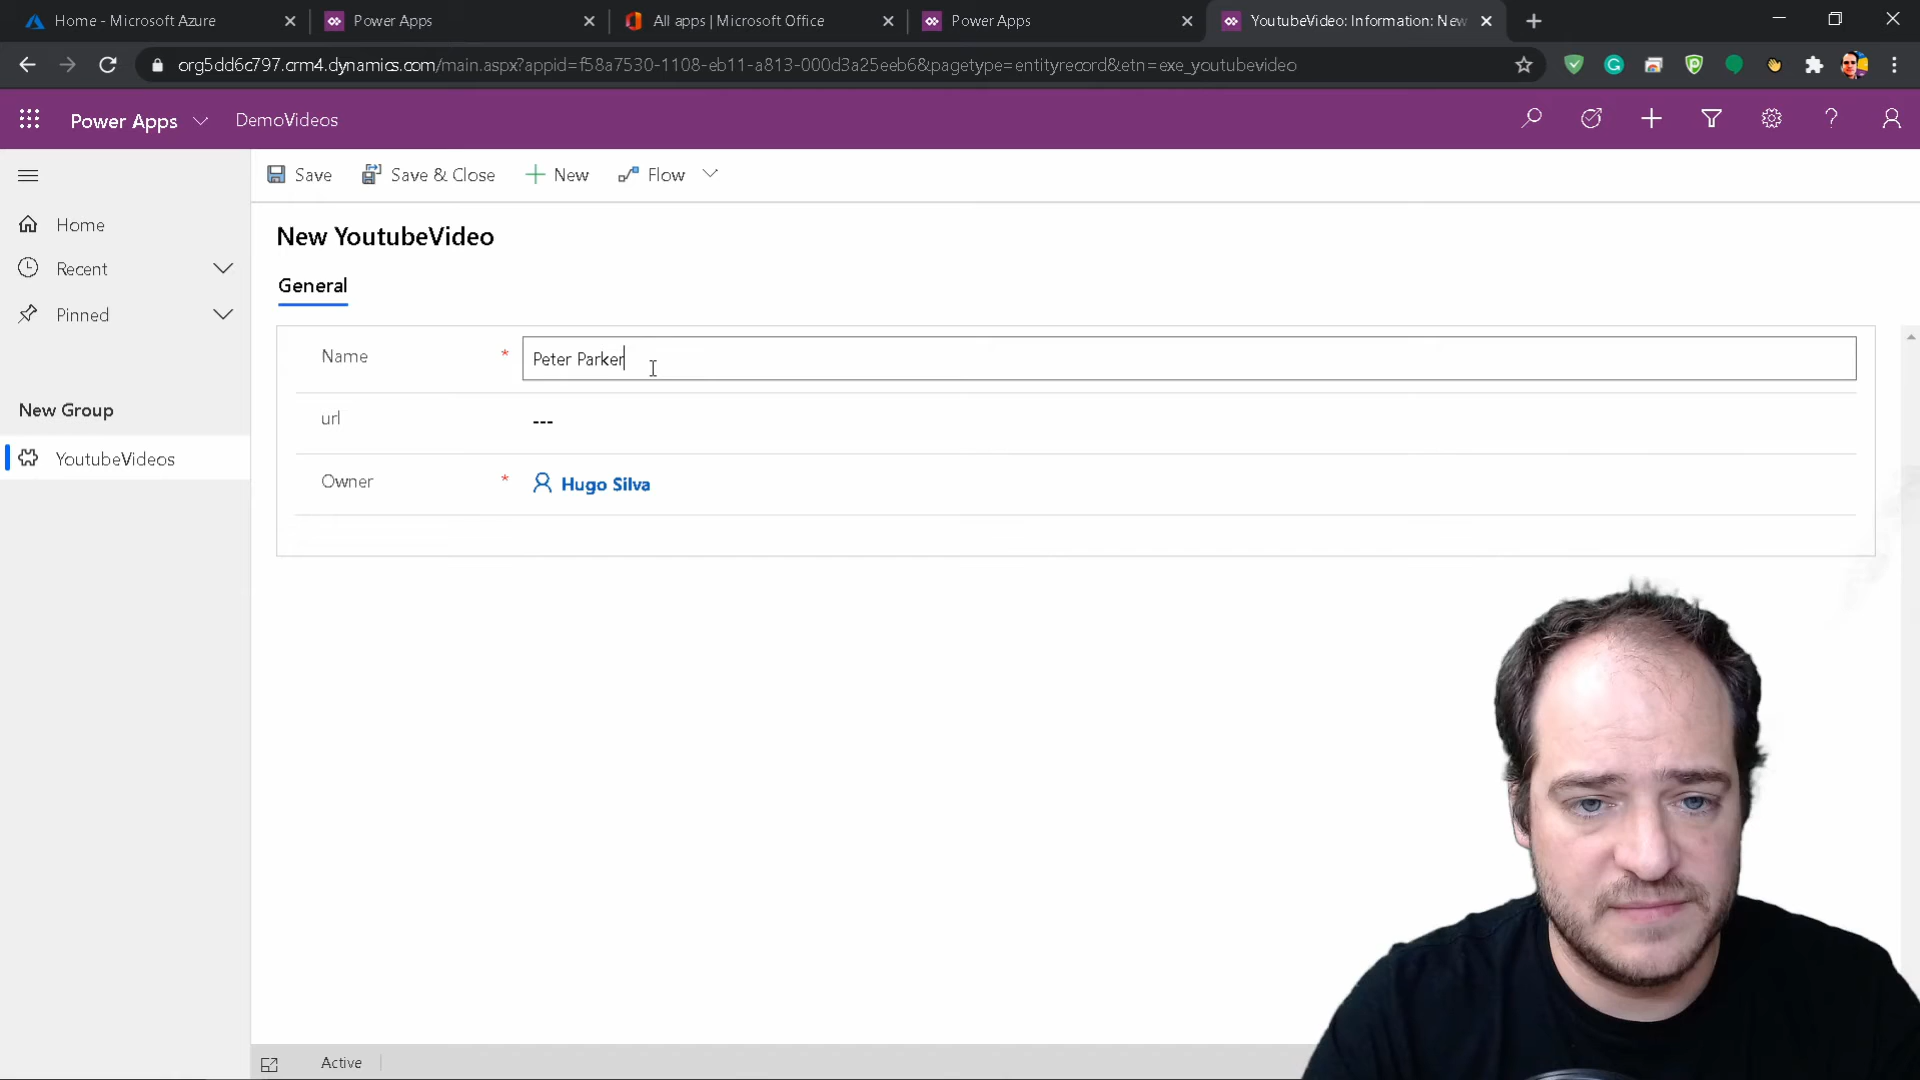 Home - Microsoft Azure
Power Apps
All apps | Microsoft Office
Power Apps
YoutubeVideo: Information: New
org5dd6c797.crm4.dynamics.com/main.aspx?appid=f58a7530-1108-eb11-a813-000d3a25eeb6&pagetype=entityrecord&etn=exe_youtubevideo
Power Apps
DemoVideos
Save
Save & Close
New
Flow
Home
Recent
Pinned
New Group
YoutubeVideos
New YoutubeVideo
General
Name * Peter Parker
url ---
Owner * Hugo Silva
Active